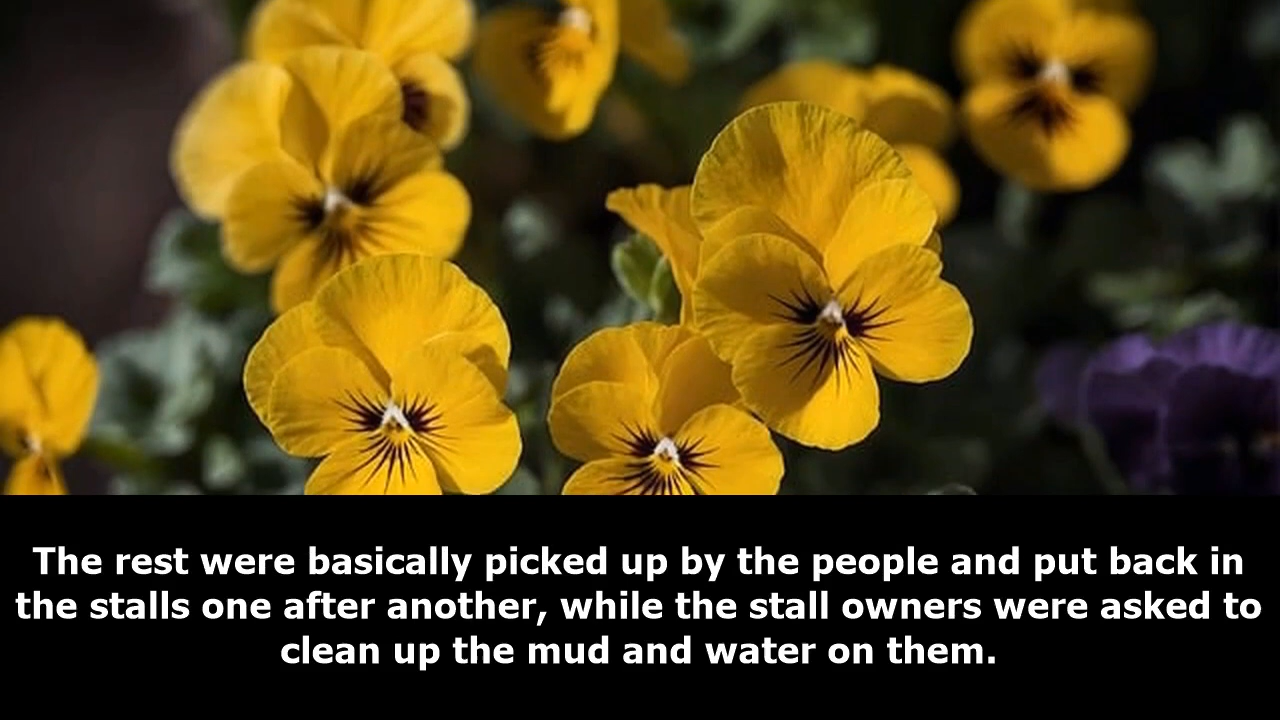 The rest were basically picked up by the people and put back in
the stalls one after another, while the stall owners were asked to
clean up the mud and water on them.